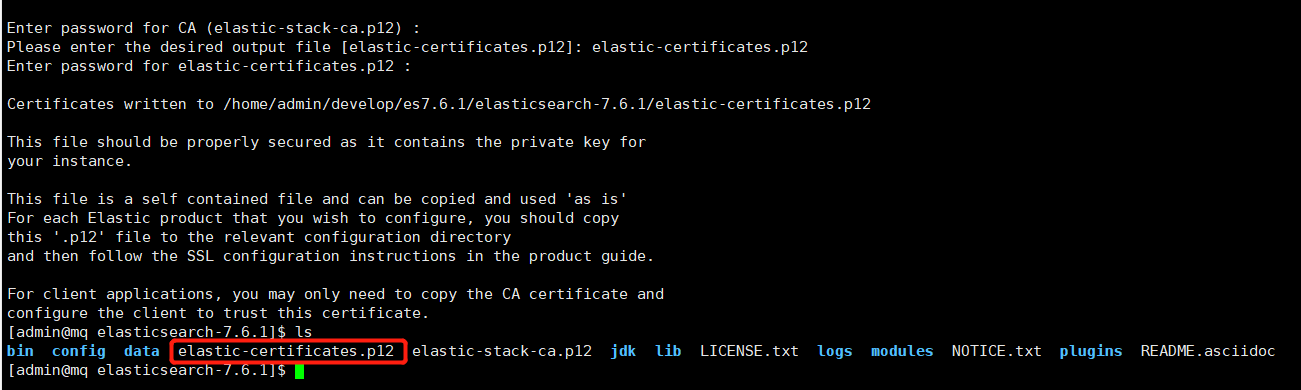 Enter password for CA (elastic-stack-ca.p12) :
Please enter the desired output file [elastic-certificates.p12]: elastic-certificates.p12
Enter password for elastic-certificates.p12 :
Certificates written to /home/admin/develop/es7.6.1/elasticsearch-7.6.1/elastic-certificates.p12
This file should be properly secured as it contains the private key for
your instance.
This file is a self contained file and can be copied and used 'as is'
For each Elastic product that you wish to configure, you should copy
this '.p12' file to the relevant configuration directory
and then follow the SSL configuration instructions in the product guide.
For client applications, you may only need to copy the CA certificate and
configure the client to trust this certificate.
[admin@mq elasticsearch-7.6.1]$ ls
bin config data elastic-certificates.p12 elastic-stack-ca.p12 jdk lib LICENSE.txt logs modules NOTICE.txt plugins README.asciidoc
[admin@mq elasticsearch-7.6.1]$